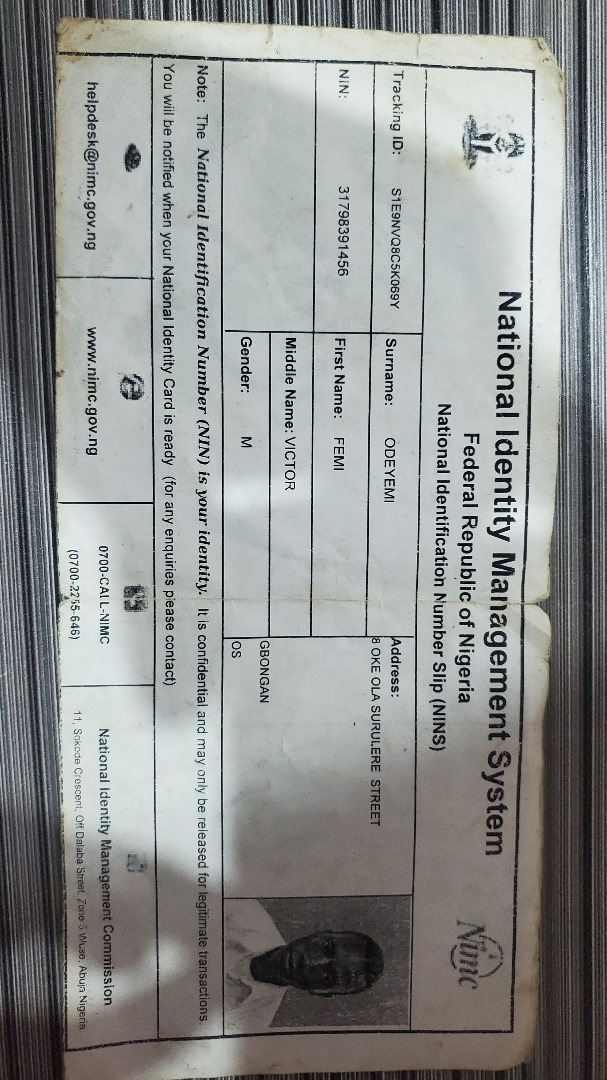 National Identity Management System
Federal Republic of Nigeria
National Identification Number Slip (NINS)
Nimc
Tracking ID: S1E9NVQ8C5K069Y
NIN: 31798391456
Surname: ODEYEMI
First Name: FEMI
Middle Name: VICTOR
Gender: M
Address:
8 OKE OLA SURULERE STREET
GBONGAN
OS
Note: The National Identification Number (NIN) is your identity. It is confidential and may only be released for legitimate transactions.
You will be notified when your National Identity Card is ready (for any enquiries please contact)
helpdesk@nimc.gov.ng
www.nimc.gov.ng
0700-CALL-NIMC
(0700-2255-646)
National Identity Management Commission
11, Sokode Crescent, Off Dalaba Street, Zone 5 Wuse, Abuja Nigeria